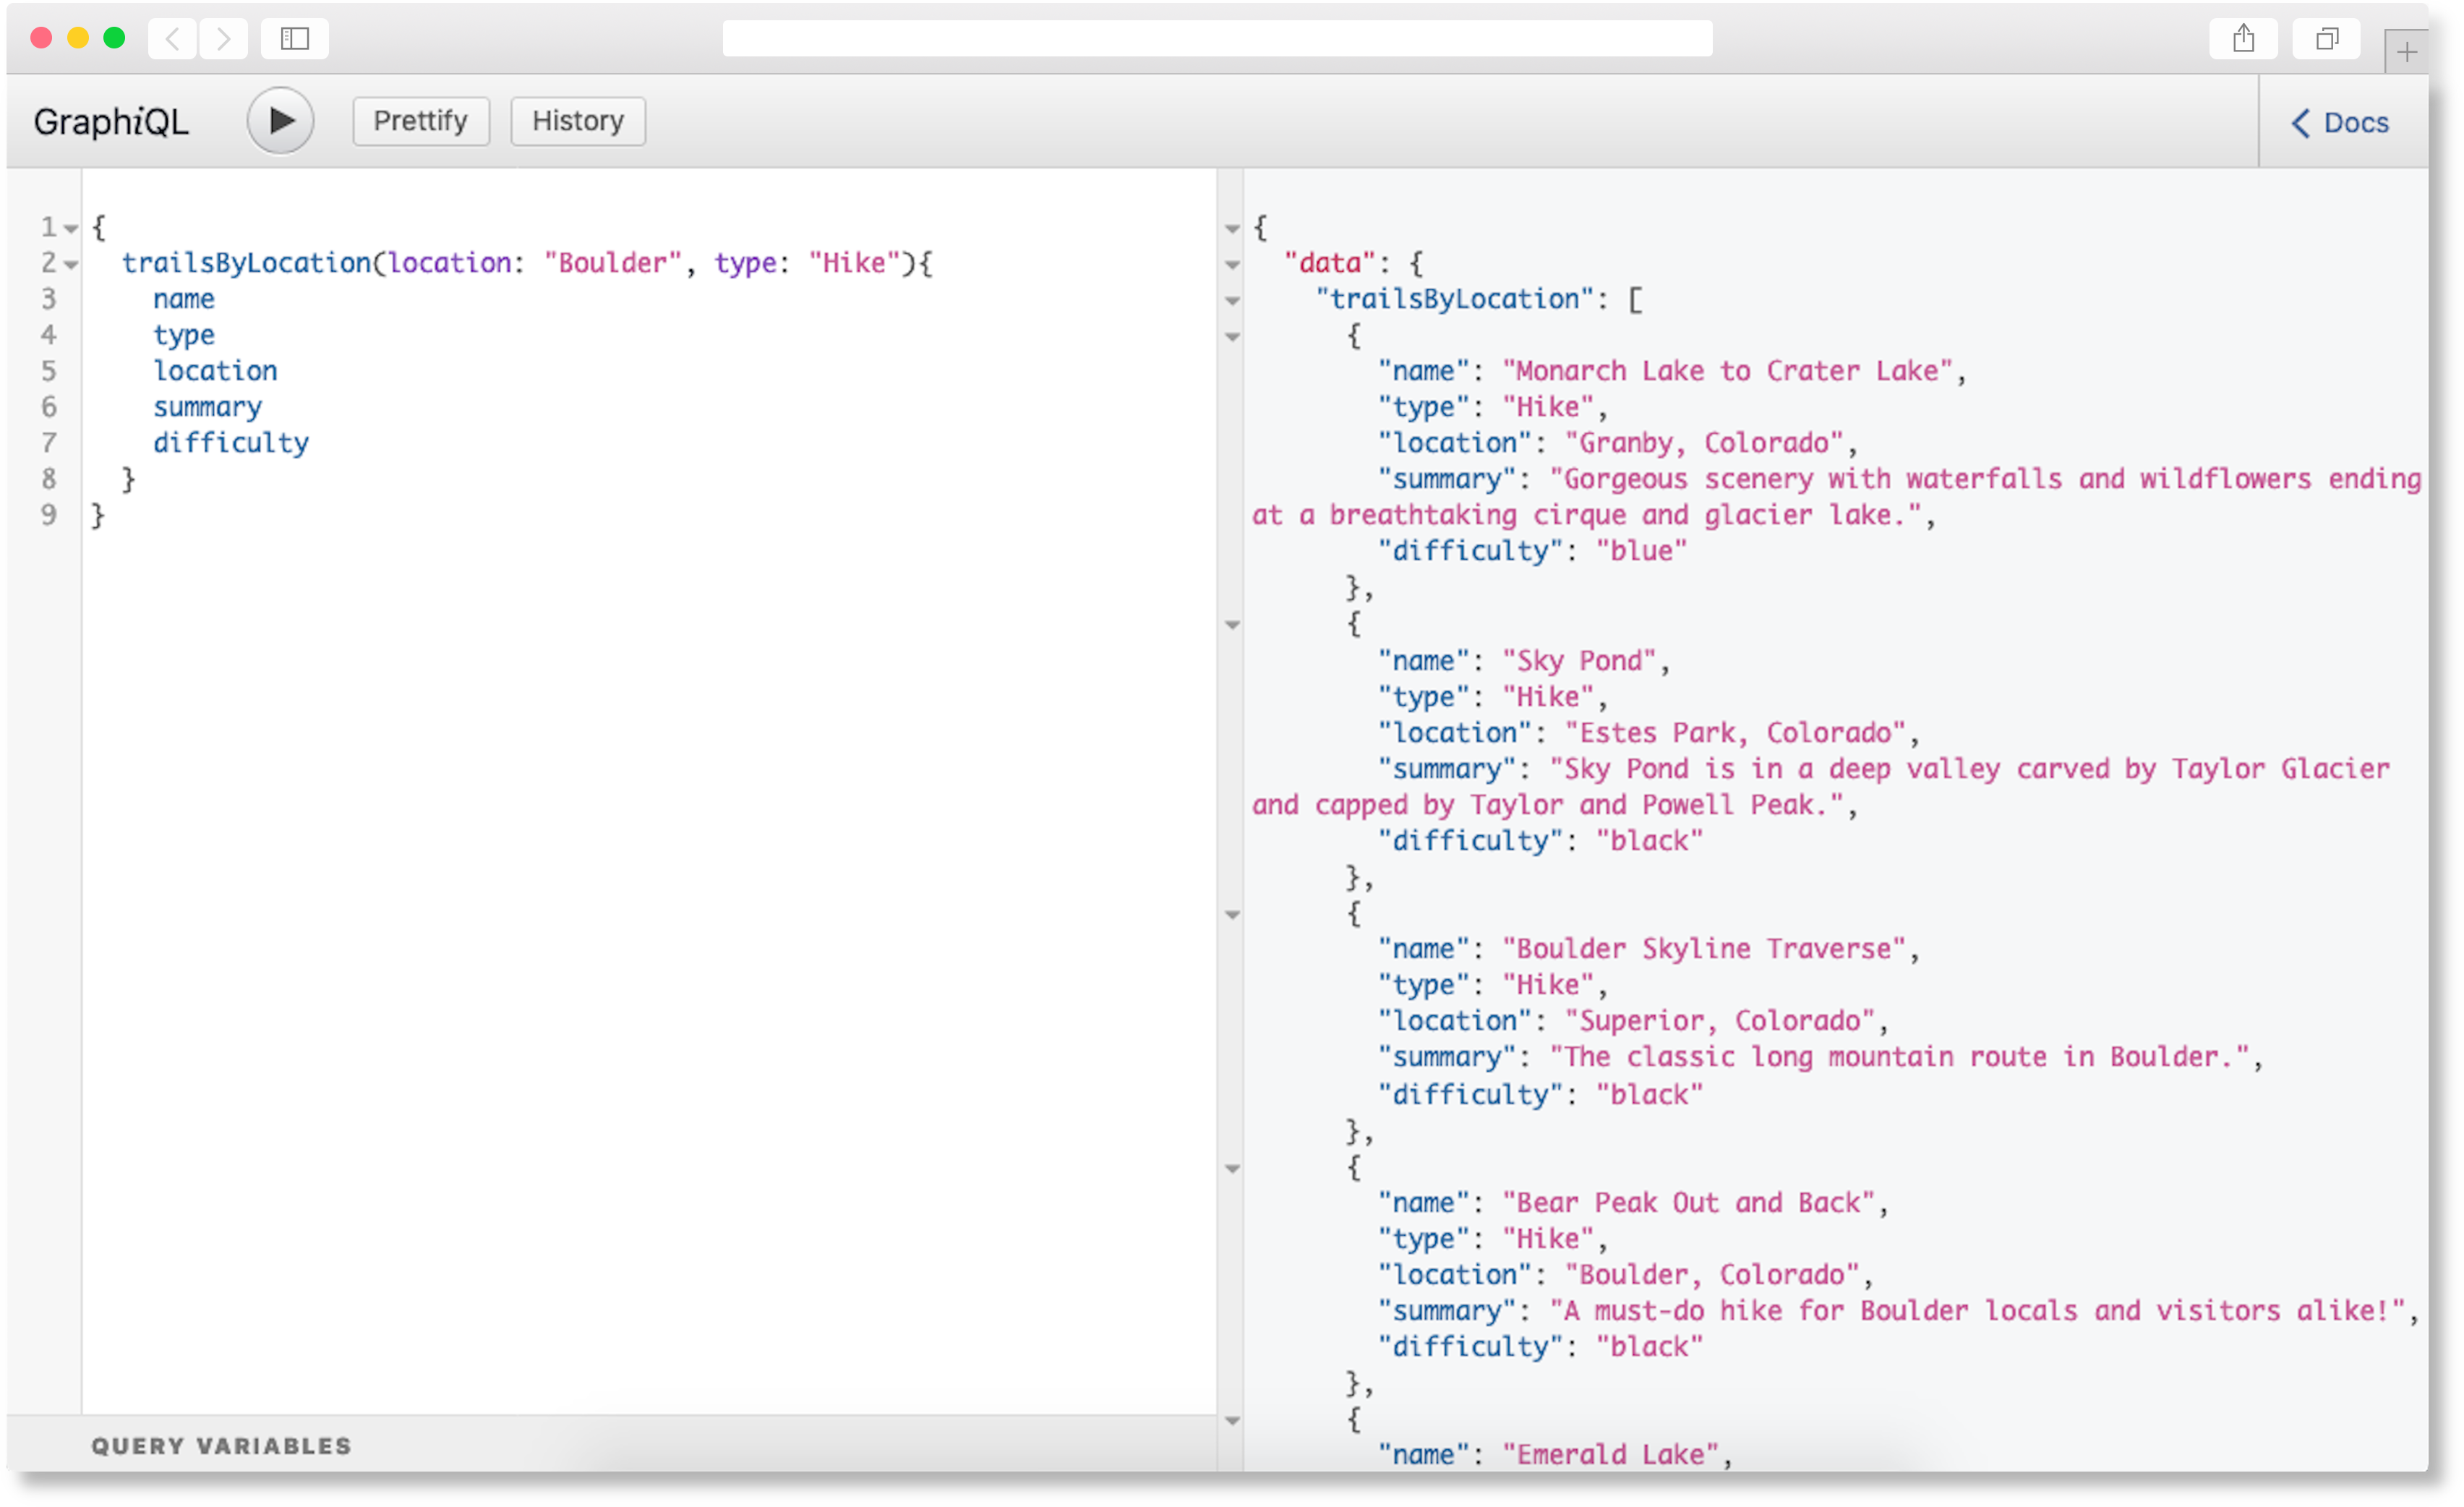 GraphiQL Prettify History Docs
1 {
2 trailsByLocation(location: "Boulder", type: "Hike"){
3 name
4 type
5 location
6 summary
7 difficulty
8 }
9 }
QUERY VARIABLES
{
"data": {
"trailsByLocation": [
{
"name": "Monarch Lake to Crater Lake",
"type": "Hike",
"location": "Granby, Colorado",
"summary": "Gorgeous scenery with waterfalls and wildflowers ending
at a breathtaking cirque and glacier lake.",
"difficulty": "blue"
},
{
"name": "Sky Pond",
"type": "Hike",
"location": "Estes Park, Colorado",
"summary": "Sky Pond is in a deep valley carved by Taylor Glacier
and capped by Taylor and Powell Peak.",
"difficulty": "black"
},
{
"name": "Boulder Skyline Traverse",
"type": "Hike",
"location": "Superior, Colorado",
"summary": "The classic long mountain route in Boulder.",
"difficulty": "black"
},
{
"name": "Bear Peak Out and Back",
"type": "Hike",
"location": "Boulder, Colorado",
"summary": "A must-do hike for Boulder locals and visitors alike!",
"difficulty": "black"
},
{
"name": "Emerald Lake",